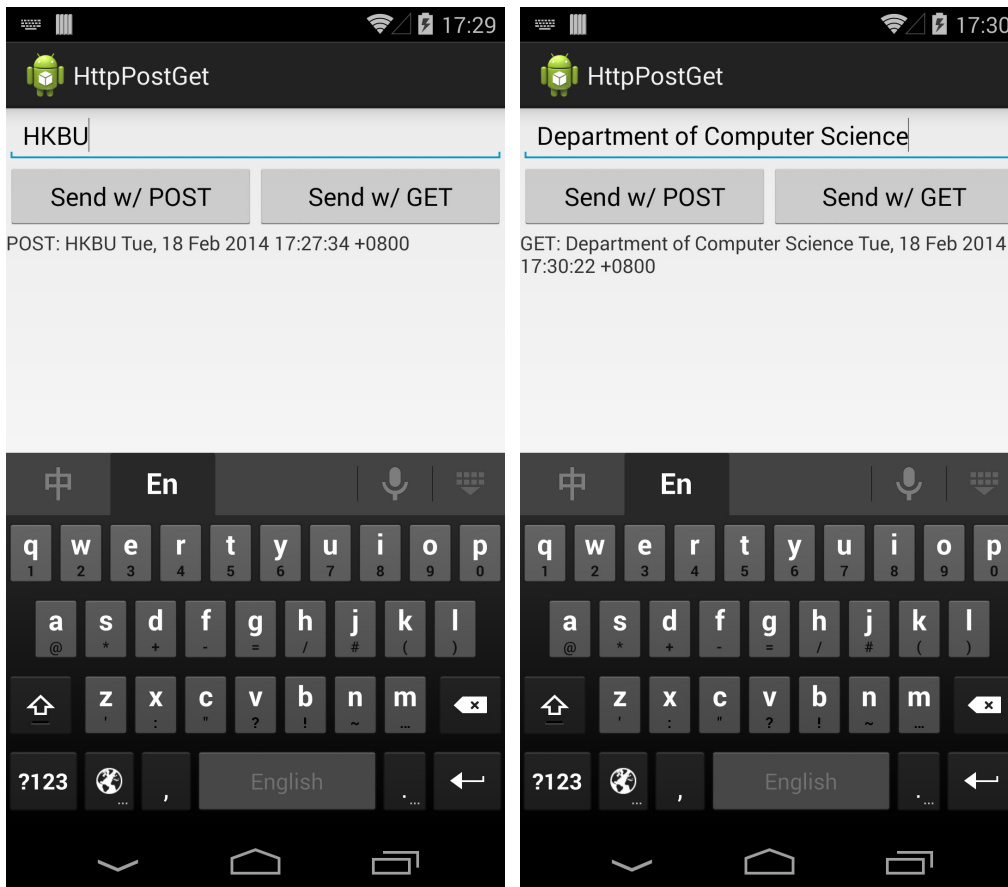 17:29
HttpPostGet
HKBU
Send w/ POST
Send w/ GET
POST: HKBU Tue, 18 Feb 2014 17:27:34 +0800
中 En
q w e r t y u i o p
1 2 3 4 5 6 7 8 9 0
a s d f g h j k l
@ * + - = / # ( )
z x c v b n m
' : " ? ! ~ ...
?123 , English .
... ...
17:30
HttpPostGet
Department of Computer Science
Send w/ POST
Send w/ GET
GET: Department of Computer Science Tue, 18 Feb 2014
17:30:22 +0800
中 En
q w e r t y u i o p
1 2 3 4 5 6 7 8 9 0
a s d f g h j k l
@ * + - = / # ( )
z x c v b n m
' : " ? ! ~ ...
?123 , English .
... ...